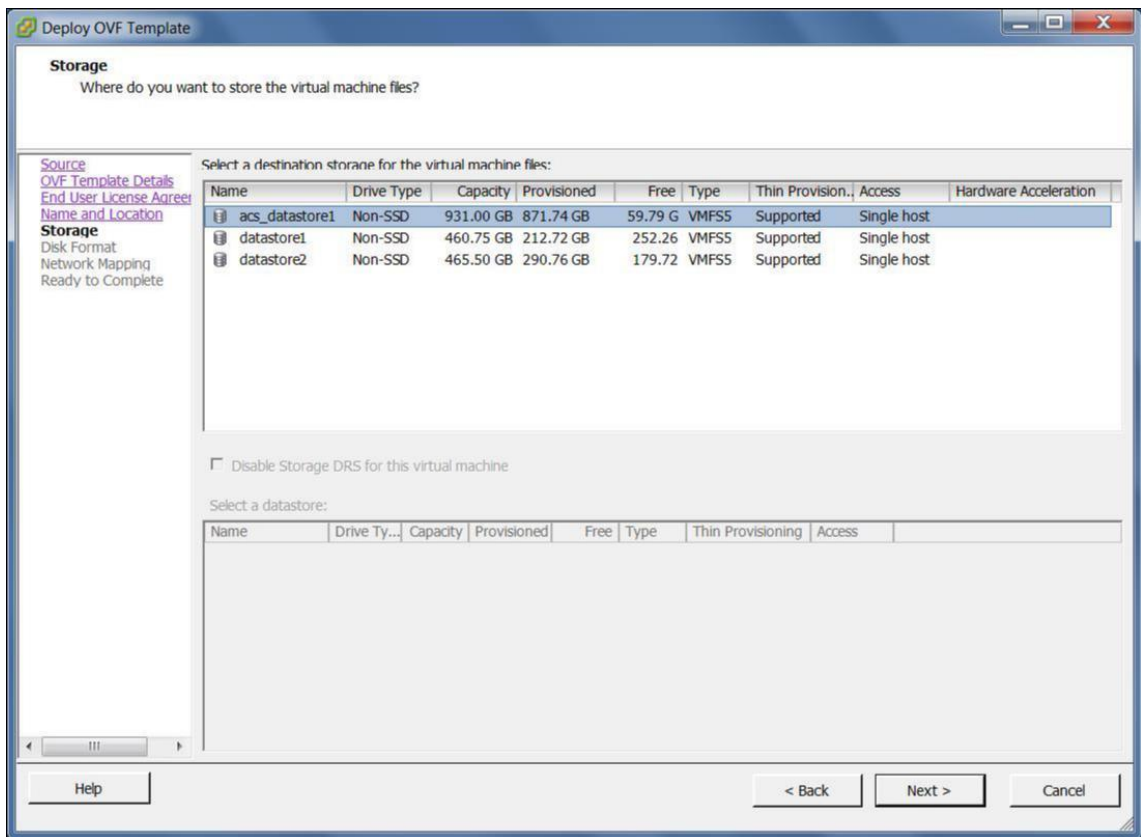 Deploy OVF Template
Storage
Where do you want to store the virtual machine files?
Source
OVF Template Details
End User License Agreer
Name and Location
Storage
Disk Format
Network Mapping
Ready to Complete
Select a destination storage for the virtual machine files:
Name Drive Type Capacity Provisioned Free Type Thin Provision.. Access Hardware Acceleration
acs_datastore1 Non-SSD 931.00 GB 871.74 GB 59.79 G VMFS5 Supported Single host
datastore1 Non-SSD 460.75 GB 212.72 GB 252.26 VMFS5 Supported Single host
datastore2 Non-SSD 465.50 GB 290.76 GB 179.72 VMFS5 Supported Single host
Disable Storage DRS for this virtual machine
Select a datastore:
Name Drive Ty... Capacity Provisioned Free Type Thin Provisioning Access
Help < Back Next > Cancel